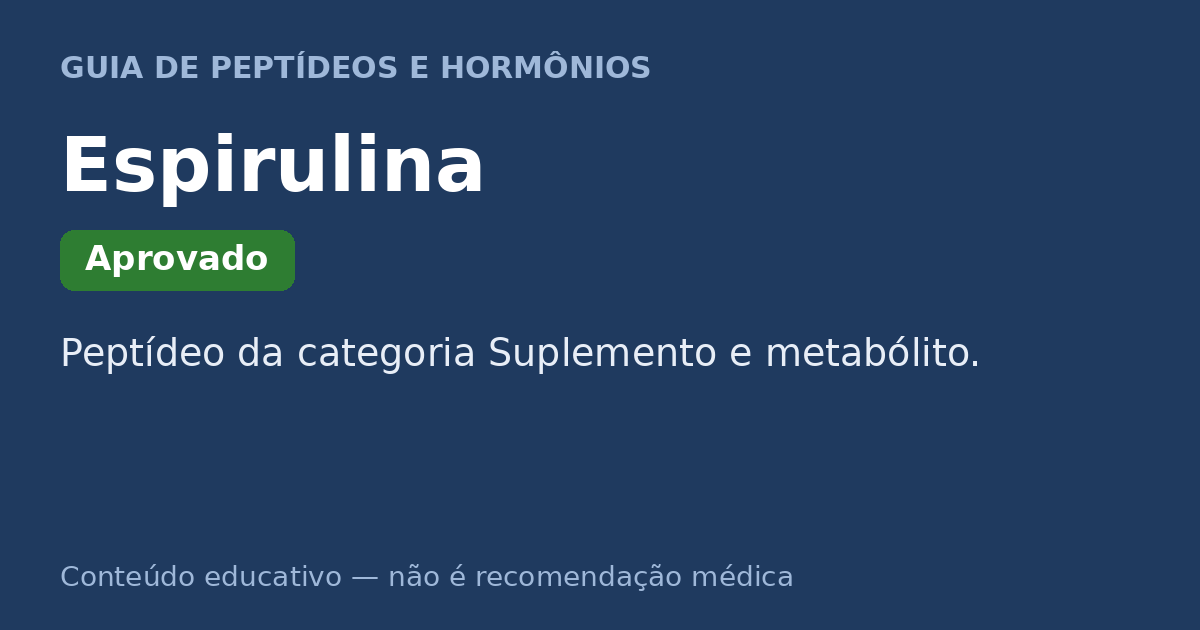 GUIA DE PEPTÍDEOS E HORMÔNIOS
Espirulina
Aprovado
Peptídeo da categoria Suplemento e metabólito.
Conteúdo educativo — não é recomendação médica